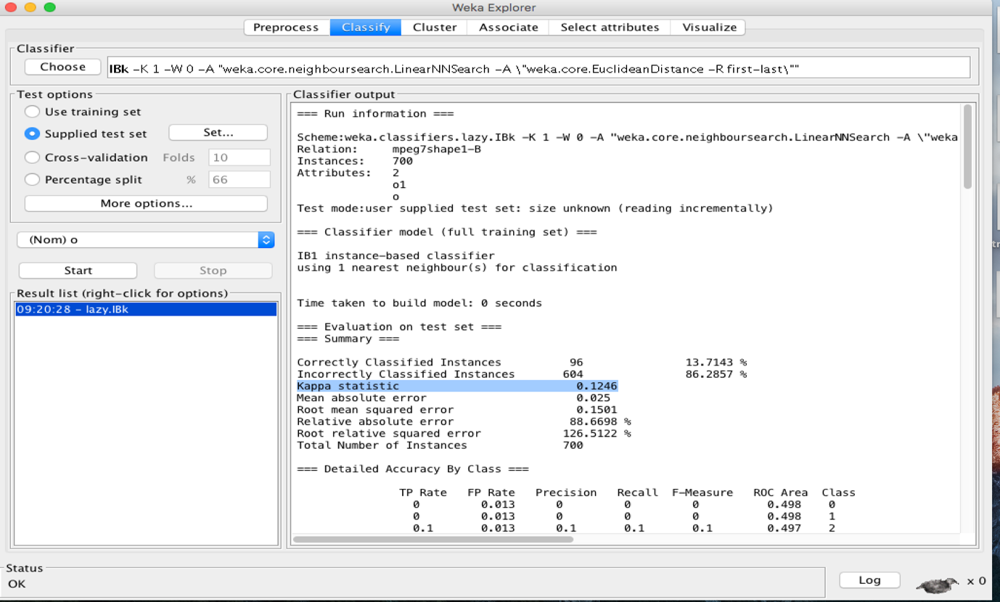 Weka Explorer
Preprocess Classify Cluster Associate Select attributes Visualize
Classifier
Choose IBk -K 1 -W 0 -A "weka.core.neighboursearch.LinearNNSearch -A \"weka.core.EuclideanDistance -R first-last\""
Test options
Use training set
Supplied test set Set...
Cross-validation Folds 10
Percentage split % 66
More options...
(Nom) o
Start Stop
Result list (right-click for options)
09:20:28 - lazy.IBk
Classifier output
=== Run information ===
Scheme:weka.classifiers.lazy.IBk -K 1 -W 0 -A "weka.core.neighboursearch.LinearNNSearch -A \"weka
Relation: mpeg7shape1-B
Instances: 700
Attributes: 2
o1
o
Test mode:user supplied test set: size unknown (reading incrementally)
=== Classifier model (full training set) ===
IB1 instance-based classifier
using 1 nearest neighbour(s) for classification
Time taken to build model: 0 seconds
=== Evaluation on test set ===
=== Summary ===
Correctly Classified Instances 96 13.7143 %
Incorrectly Classified Instances 604 86.2857 %
Kappa statistic 0.1246
Mean absolute error 0.025
Root mean squared error 0.1501
Relative absolute error 88.6698 %
Root relative squared error 126.5122 %
Total Number of Instances 700
=== Detailed Accuracy By Class ===
TP Rate FP Rate Precision Recall F-Measure ROC Area Class
0 0.013 0 0 0 0.498 0
0 0.013 0 0 0 0.498 1
0.1 0.013 0.1 0.1 0.1 0.497 2
Status
OK
Log
x 0